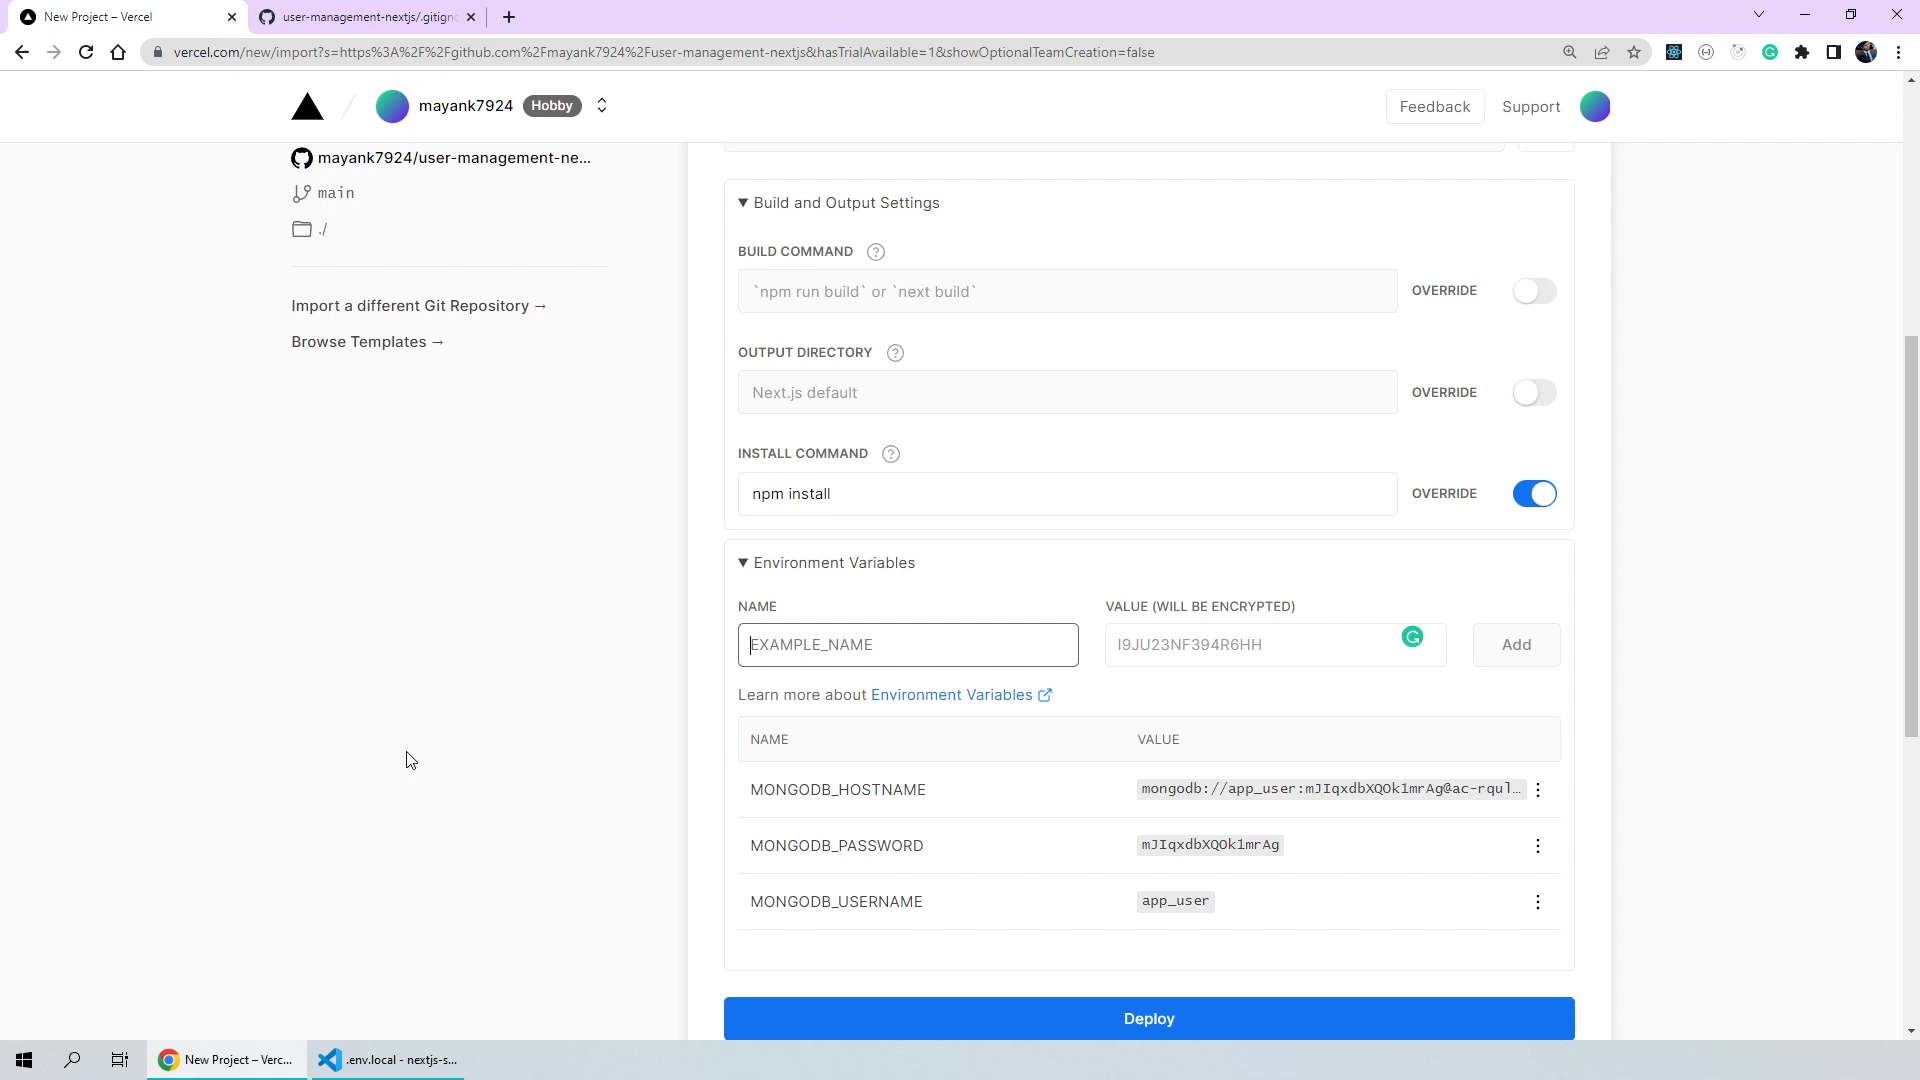 New Project – Vercel
user-management-nextjs/.gitign
vercel.com/new/import?s=https%3A%2F%2Fgithub.com%2Fmayank7924%2Fuser-management-nextjs&hasTrialAvailable=1&showOptionalTeamCreation=false
mayank7924 Hobby
Feedback
Support
mayank7924/user-management-ne...
main
./
Import a different Git Repository →
Browse Templates →
Build and Output Settings
BUILD COMMAND
`npm run build` or `next build`
OVERRIDE
OUTPUT DIRECTORY
Next.js default
OVERRIDE
INSTALL COMMAND
npm install
OVERRIDE
Environment Variables
NAME
VALUE (WILL BE ENCRYPTED)
EXAMPLE_NAME
I9JU23NF394R6HH
Add
Learn more about Environment Variables
NAME
VALUE
MONGODB_HOSTNAME
mongodb://app_user:mJIqxdbXQOk1mrAg@ac-rqul…
MONGODB_PASSWORD
mJIqxdbXQOk1mrAg
MONGODB_USERNAME
app_user
Deploy
New Project – Verc...
.env.local - nextjs-s...